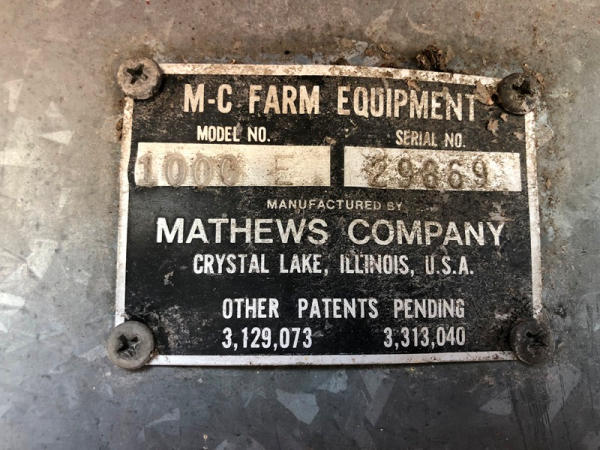 M-C FARM EQUIPMENT
MODEL NO. SERIAL NO.
1000 E 29869
MANUFACTURED BY
MATHEWS COMPANY
CRYSTAL LAKE, ILLINOIS, U.S.A.
OTHER PATENTS PENDING
3,129,073 3,313,040